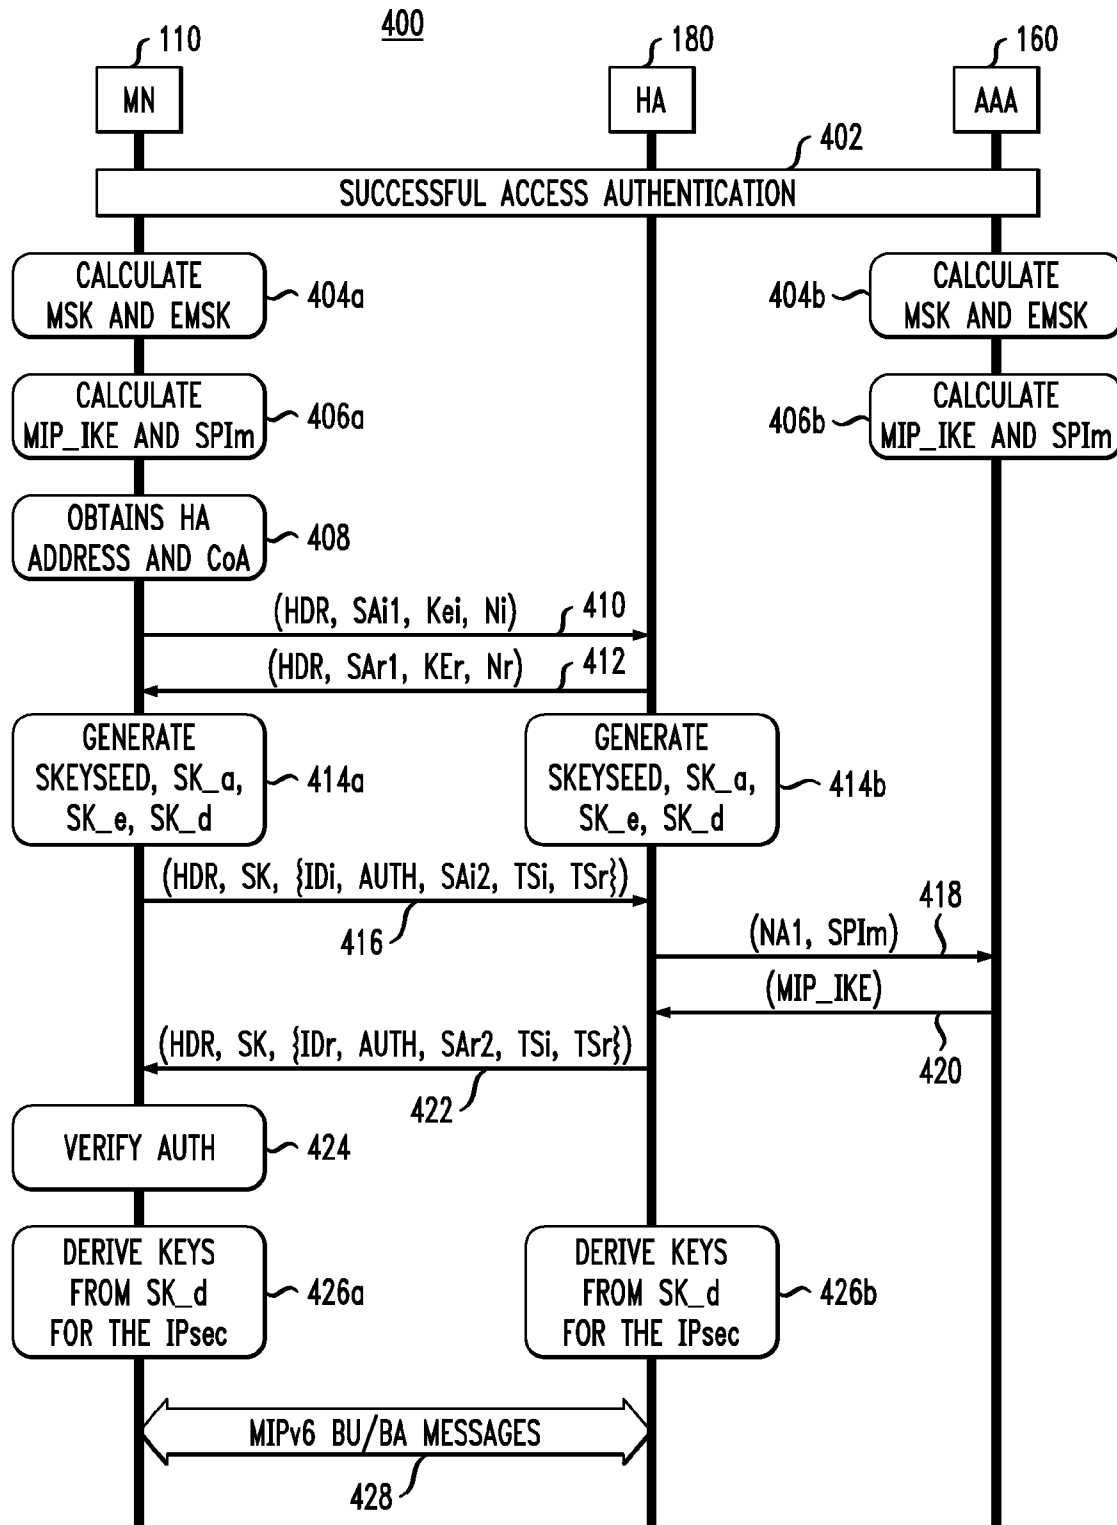 400
110
180
160
MN
HA
AAA
402
SUCCESSFUL ACCESS AUTHENTICATION
CALCULATE
MSK AND EMSK
404a
404b
CALCULATE
MSK AND EMSK
CALCULATE
MIP_IKE AND SPIm
406a
406b
CALCULATE
MIP_IKE AND SPIm
OBTAINS HA
ADDRESS AND CoA
408
(HDR, SAi1, Kei, Ni)
410
(HDR, SAr1, KEr, Nr)
412
GENERATE
SKEYSEED, SK_a,
SK_e, SK_d
414a
GENERATE
SKEYSEED, SK_a,
SK_e, SK_d
414b
(HDR, SK, {IDi, AUTH, SAi2, TSi, TSr})
416
(NA1, SPIm)
418
(MIP_IKE)
420
(HDR, SK, {IDr, AUTH, SAr2, TSi, TSr})
422
VERIFY AUTH
424
DERIVE KEYS
FROM SK_d
FOR THE IPsec
426a
DERIVE KEYS
FROM SK_d
FOR THE IPsec
426b
MIPv6 BU/BA MESSAGES
428